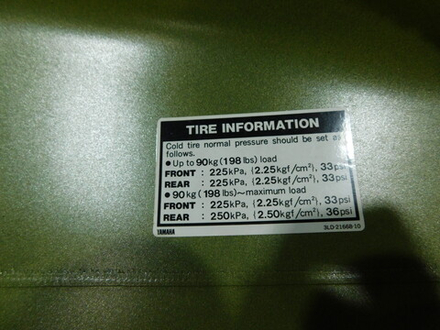 TIRE INFORMATION
Cold tire normal pressure should be set as
follows.
● Up to 90kg (198 lbs) load
FRONT : 225kPa, (2.25kgf/cm²), 33psi
REAR : 225kPa, (2.25kgf/cm²), 33psi
● 90kg (198 lbs)~maximum load
FRONT : 225kPa, (2.25kgf/cm²), 33psi
REAR : 250kPa, (2.50kgf/cm²), 36psi
YAMAHA 3LD-21668-10